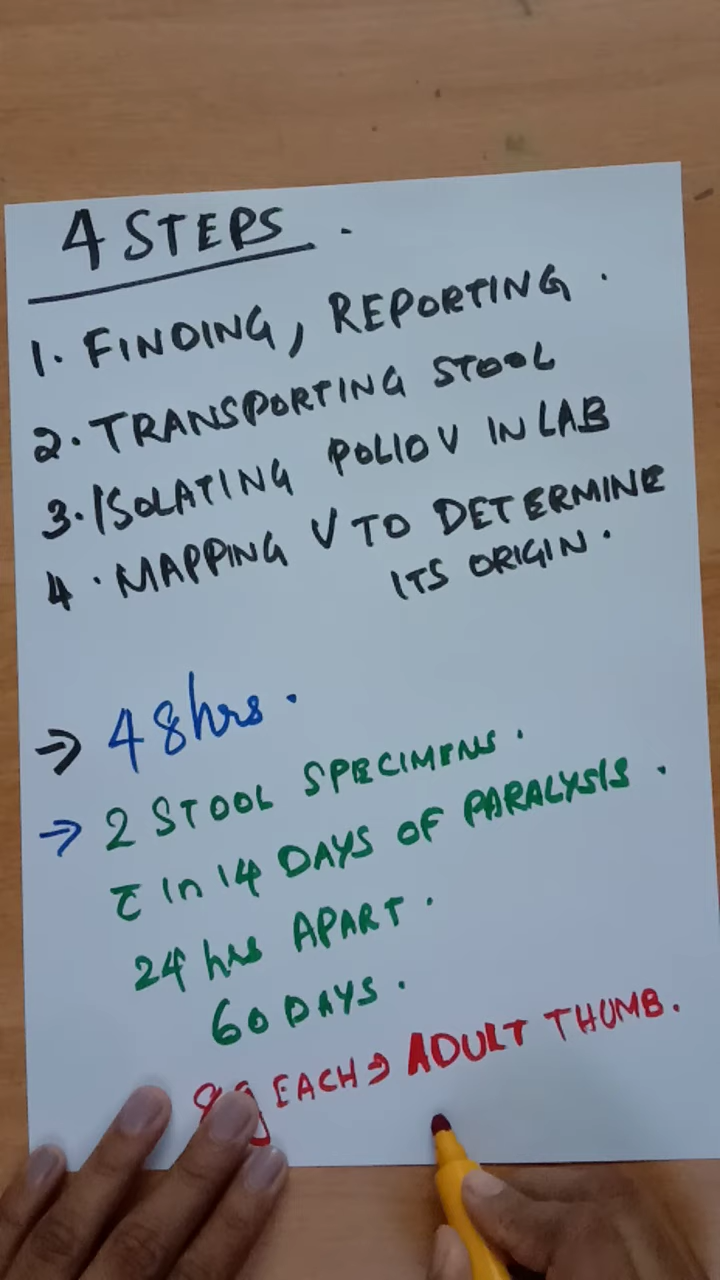 4 STEPS .
1. FINDING, REPORTING .
2. TRANSPORTING STOOL
3. ISOLATING POLIO V IN LAB
4. MAPPING V TO DETERMINE
ITS ORIGIN.
→ 48hrs.
→ 2 STOOL SPECIMENS.
c̄ in 14 DAYS OF PARALYSIS.
24 hrs APART.
60 DAYS.
8g EACH → ADULT THUMB.